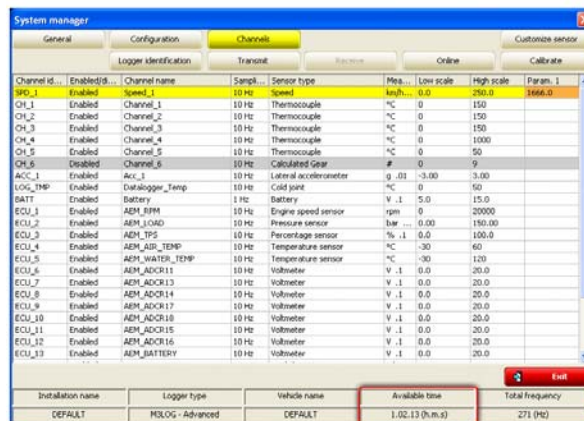 System manager
General Configuration Channels Customize sensor
Logger identification Transmit Receive Online Calibrate
Channel id... Enabled/di... Channel name Sampli... Sensor type Mea... Low scale High scale Param. 1
SPD_1 Enabled Speed_1 10 Hz Speed km/h... 0.0 250.0 1666.0
CH_1 Enabled Channel_1 10 Hz Thermocouple °C 0 150
CH_2 Enabled Channel_2 10 Hz Thermocouple °C 0 150
CH_3 Enabled Channel_3 10 Hz Thermocouple °C 0 150
CH_4 Enabled Channel_4 10 Hz Thermocouple °C 0 1000
CH_5 Enabled Channel_5 10 Hz Thermocouple °C 0 50
CH_6 Disabled Channel_6 10 Hz Calculated Gear # 0 9
ACC_1 Enabled Acc_1 10 Hz Lateral accelerometer g .01 -3.00 3.00
LOG_TMP Enabled Datalogger_Temp 10 Hz Cold joint °C 0 50
BATT Enabled Battery 1 Hz Battery V .1 5.0 15.0
ECU_1 Enabled AEM_RPM 10 Hz Engine speed sensor rpm 0 20000
ECU_2 Enabled AEM_LOAD 10 Hz Pressure sensor bar ... 0.00 150.00
ECU_3 Enabled AEM_TPS 10 Hz Percentage sensor % .1 0.0 100.0
ECU_4 Enabled AEM_AIR_TEMP 10 Hz Temperature sensor °C -30 60
ECU_5 Enabled AEM_WATER_TEMP 10 Hz Temperature sensor °C -30 120
ECU_6 Enabled AEM_ADCR11 10 Hz Voltmeter V .1 0.0 20.0
ECU_7 Enabled AEM_ADCR13 10 Hz Voltmeter V .1 0.0 20.0
ECU_8 Enabled AEM_ADCR14 10 Hz Voltmeter V .1 0.0 20.0
ECU_9 Enabled AEM_ADCR17 10 Hz Voltmeter V .1 0.0 20.0
ECU_10 Enabled AEM_ADCR18 10 Hz Voltmeter V .1 0.0 20.0
ECU_11 Enabled AEM_ADCR15 10 Hz Voltmeter V .1 0.0 20.0
ECU_12 Enabled AEM_ADCR16 10 Hz Voltmeter V .1 0.0 20.0
ECU_13 Enabled AEM_BATTERY 10 Hz Voltmeter V .1 0.0 20.0
Exit
Installation name Logger type Vehicle name Available time Total frequency
DEFAULT M3LOG - Advanced DEFAULT 1.02.13 (h.m.s) 271 (Hz)